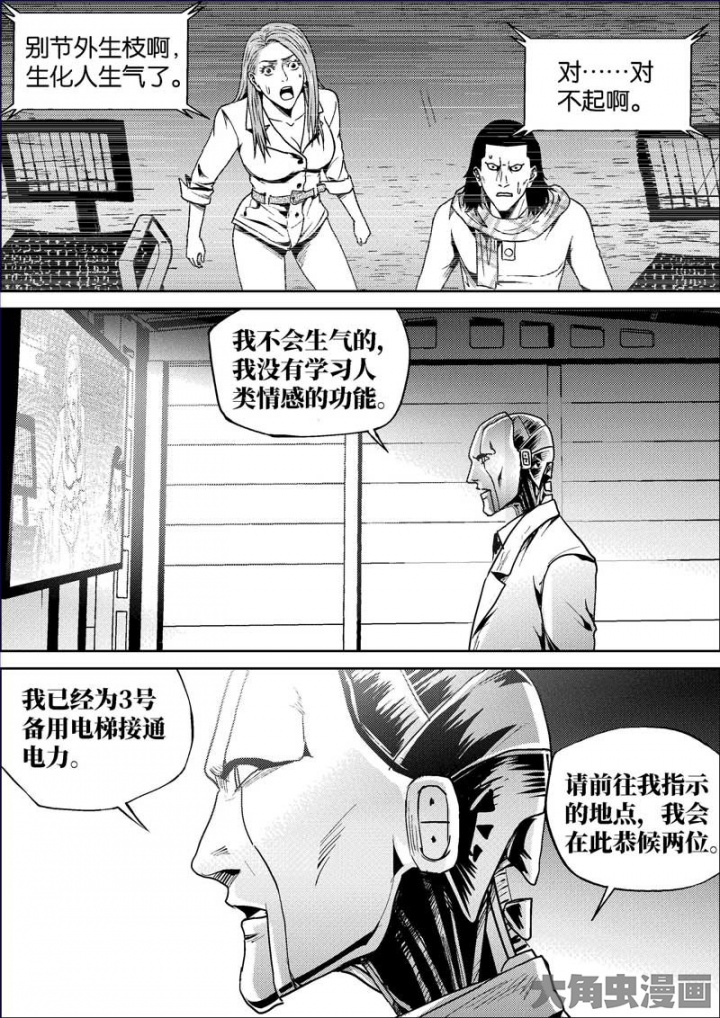 别节外生枝啊，
生化人生气了。
对……对
不起啊。
我不会生气的，
我没有学习人
类情感的功能。
我已经为3号
备用电梯接通
电力。
请前往我指示
的地点，我会
在此恭候两位。
大角虫漫画